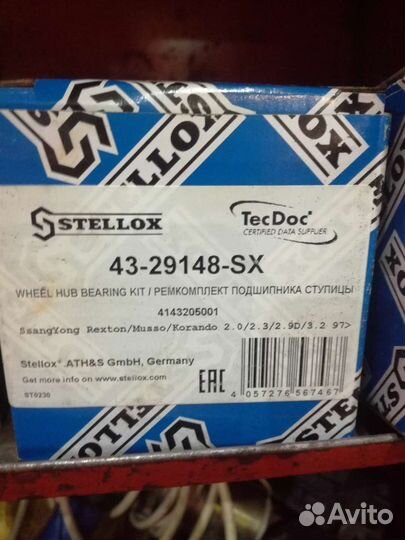 STELLOX
STELLOX
TecDoc
CERTIFIED DATA SUPPLIER
43-29148-SX
WHEEL HUB BEARING KIT / РЕМКОМПЛЕКТ ПОДШИПНИКА СТУПИЦЫ
4143205001
SsangYong Rexton/Musso/Korando 2.0/2.3/2.9D/3.2 97>
Stellox® ATH&S GmbH, Germany
Get more info on www.stellox.com
ST0230
EAC
4 057276 567467
Avito